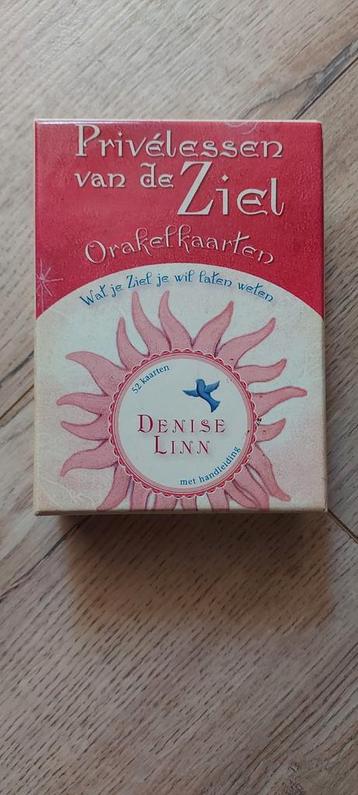 Privélessen
van de Ziel
Orakelkaarten
Wat je Ziel je wil laten weten
52 kaarten
DENISE
LINN
met handleiding